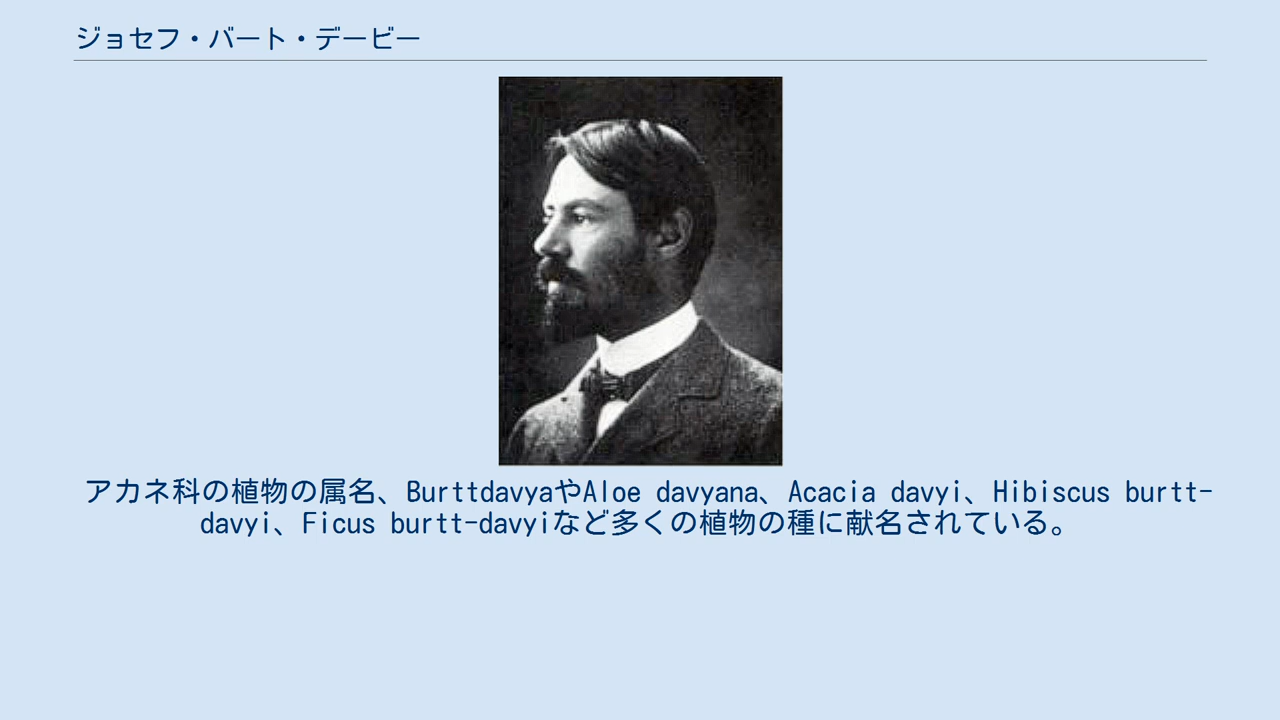 ジョセフ・バート・デービー
アカネ科の植物の属名、BurttdavyaやAloe davyana、Acacia davyi、Hibiscus burtt-
davyi、Ficus burtt-davyiなど多くの植物の種に献名されている。